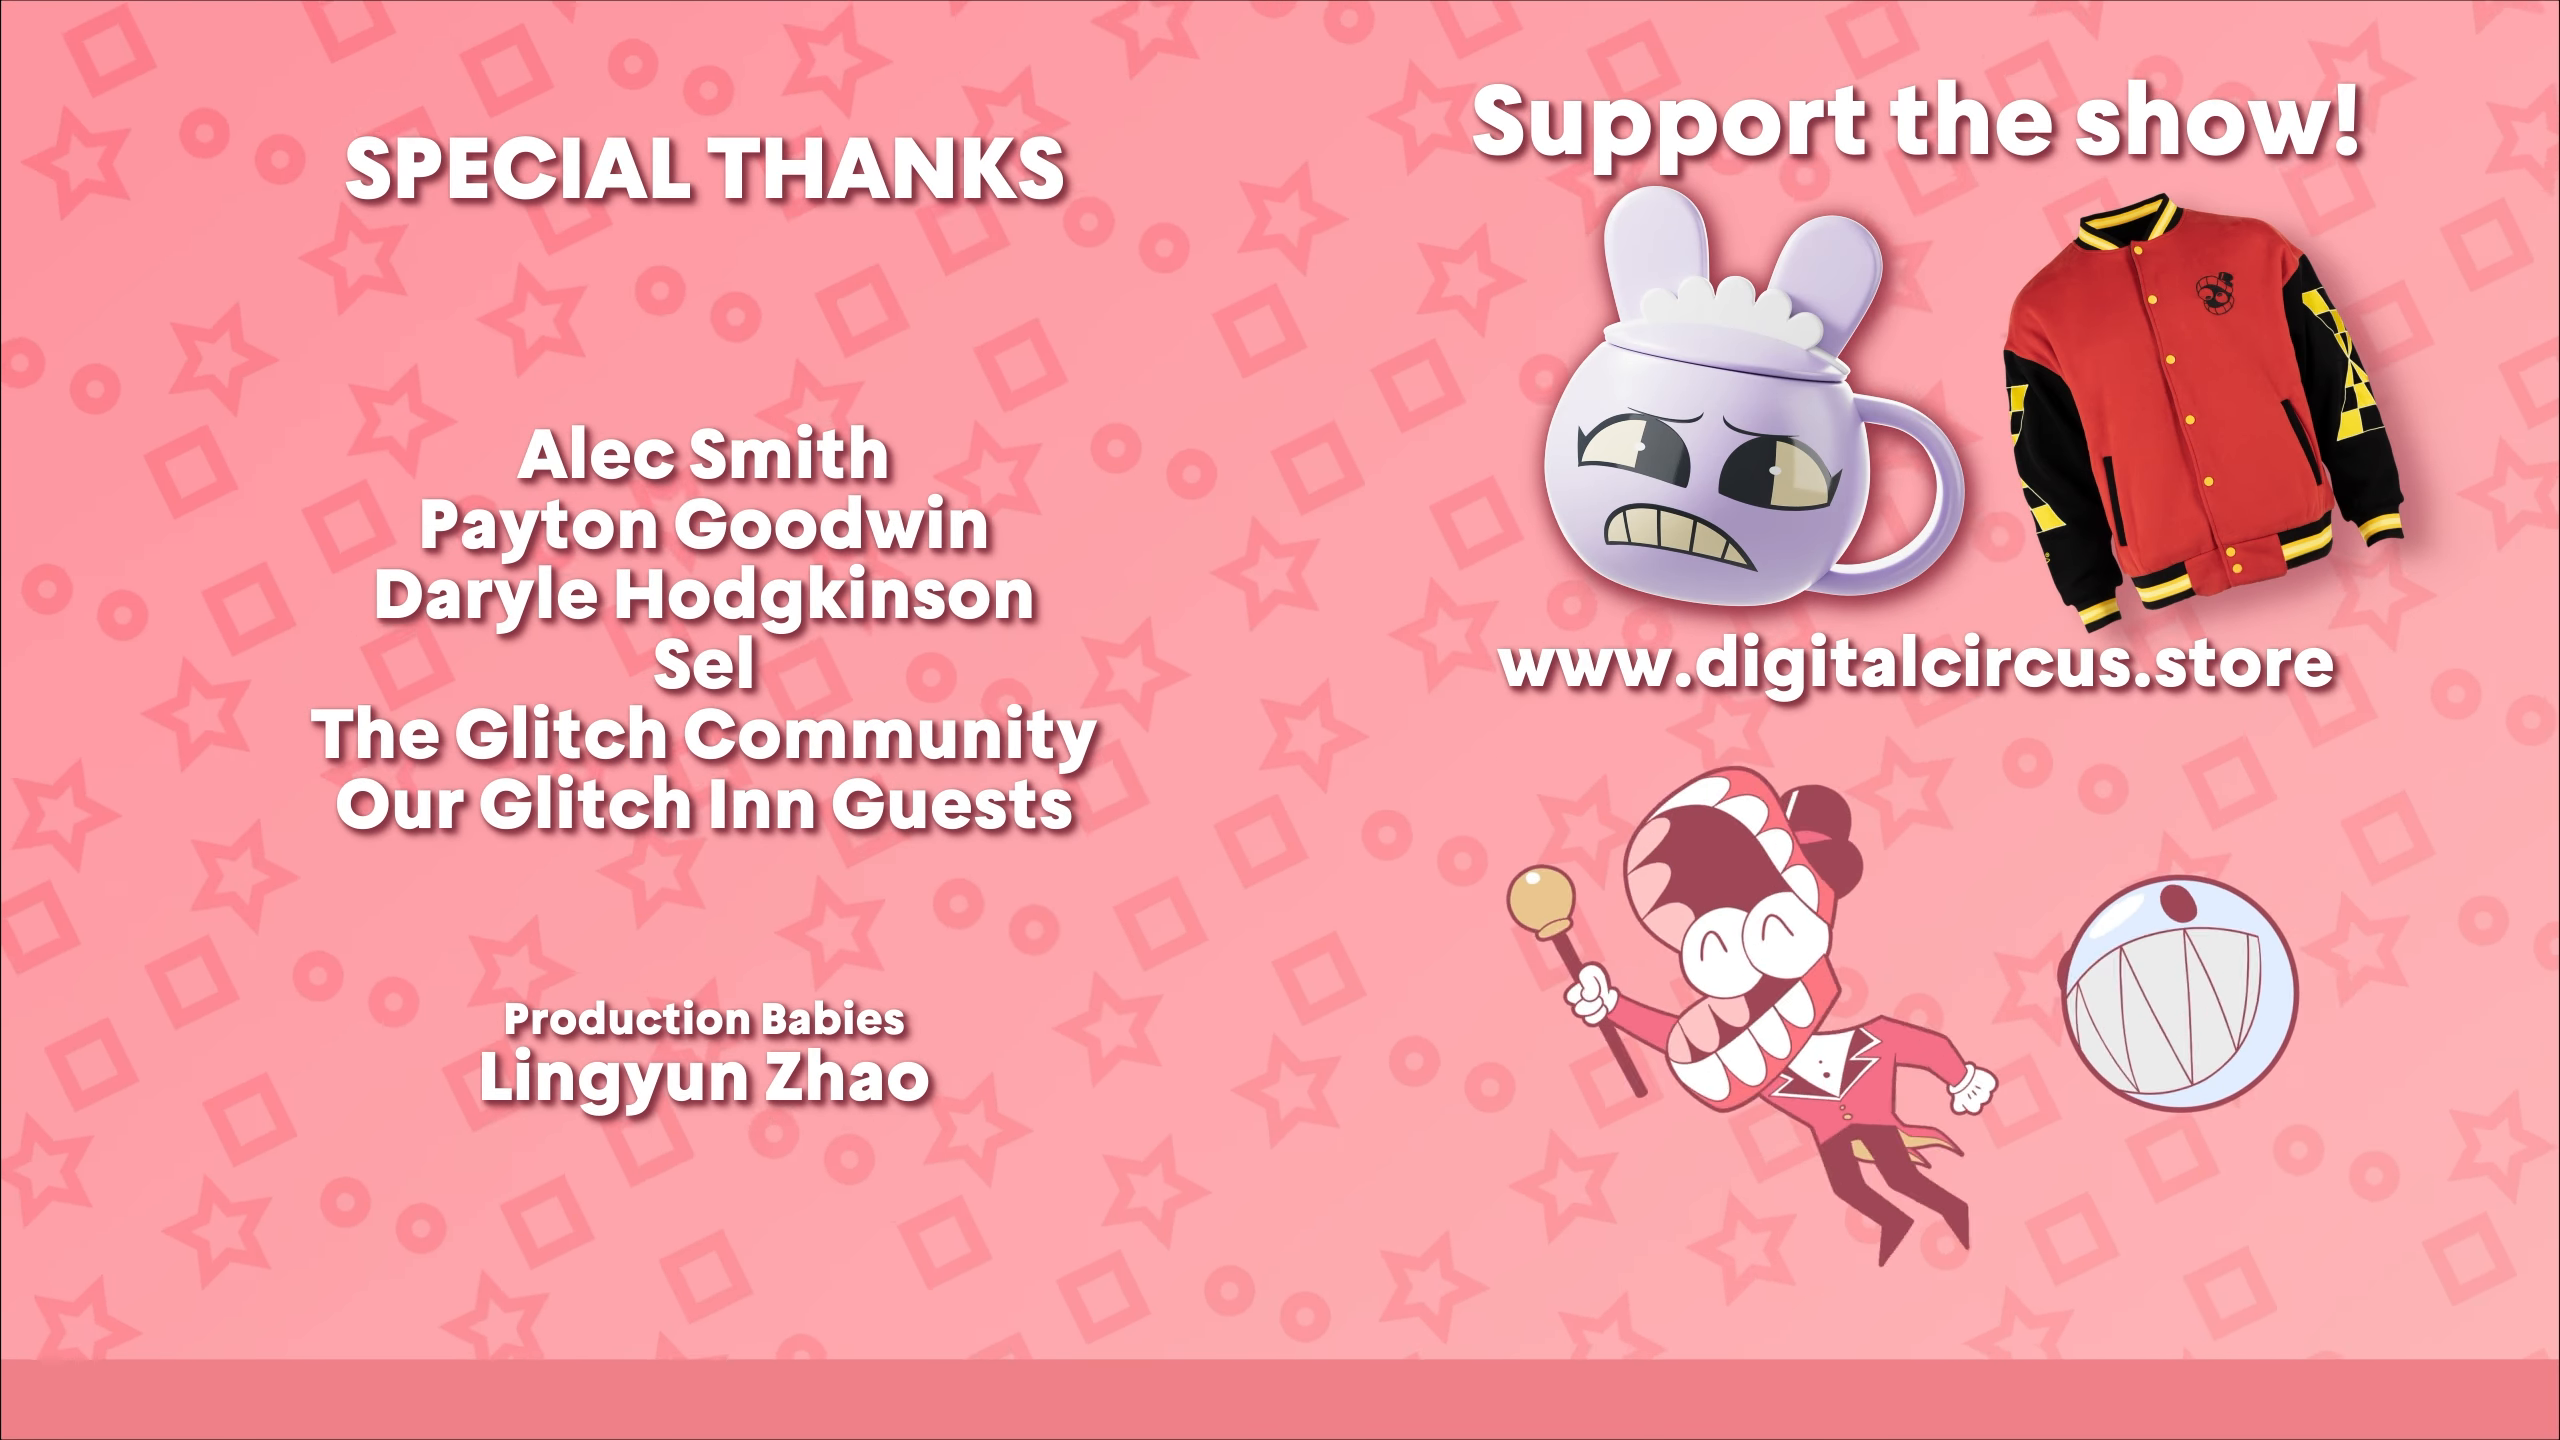 SPECIAL THANKS
Alec Smith
Payton Goodwin
Daryle Hodgkinson
Sel
The Glitch Community
Our Glitch Inn Guests
Production Babies
Lingyun Zhao
Support the show!
www.digitalcircus.store